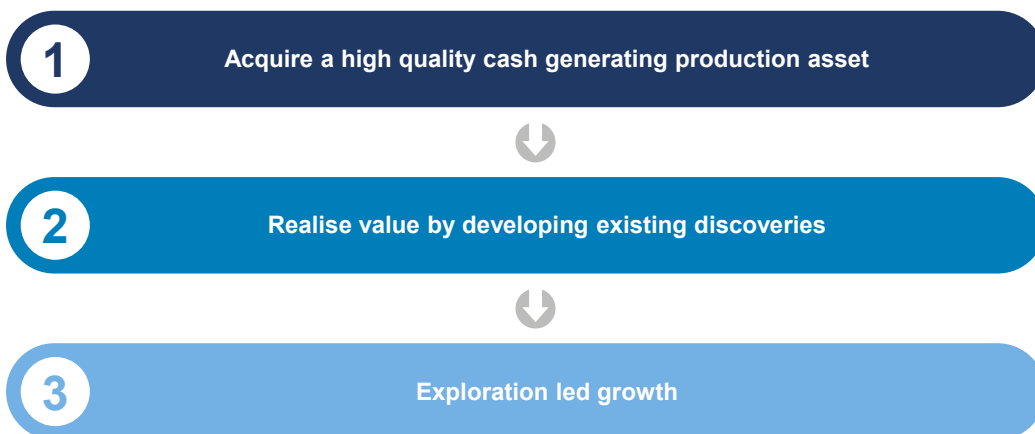 1
Acquire a high quality cash generating production asset
2
Realise value by developing existing discoveries
3
Exploration led growth